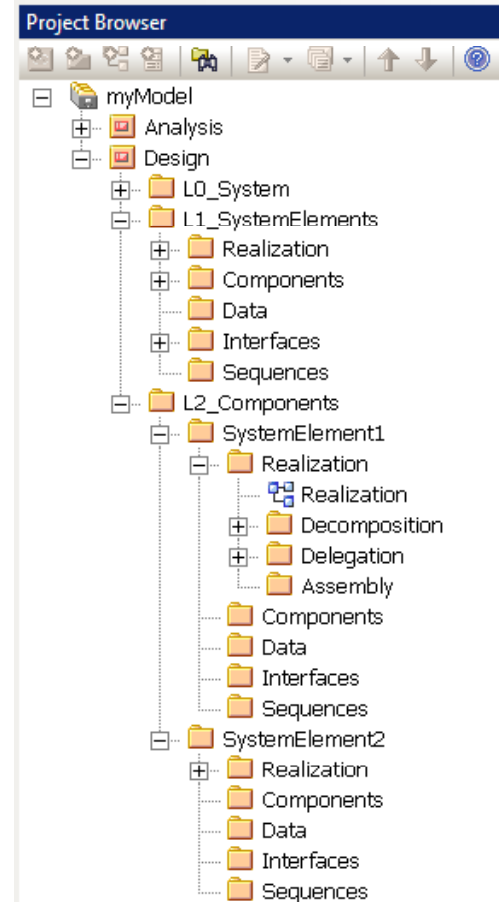 Project Browser
myModel
Analysis
Design
L0_System
L1_SystemElements
Realization
Components
Data
Interfaces
Sequences
L2_Components
SystemElement1
Realization
Realization
Decomposition
Delegation
Assembly
Components
Data
Interfaces
Sequences
SystemElement2
Realization
Components
Data
Interfaces
Sequences